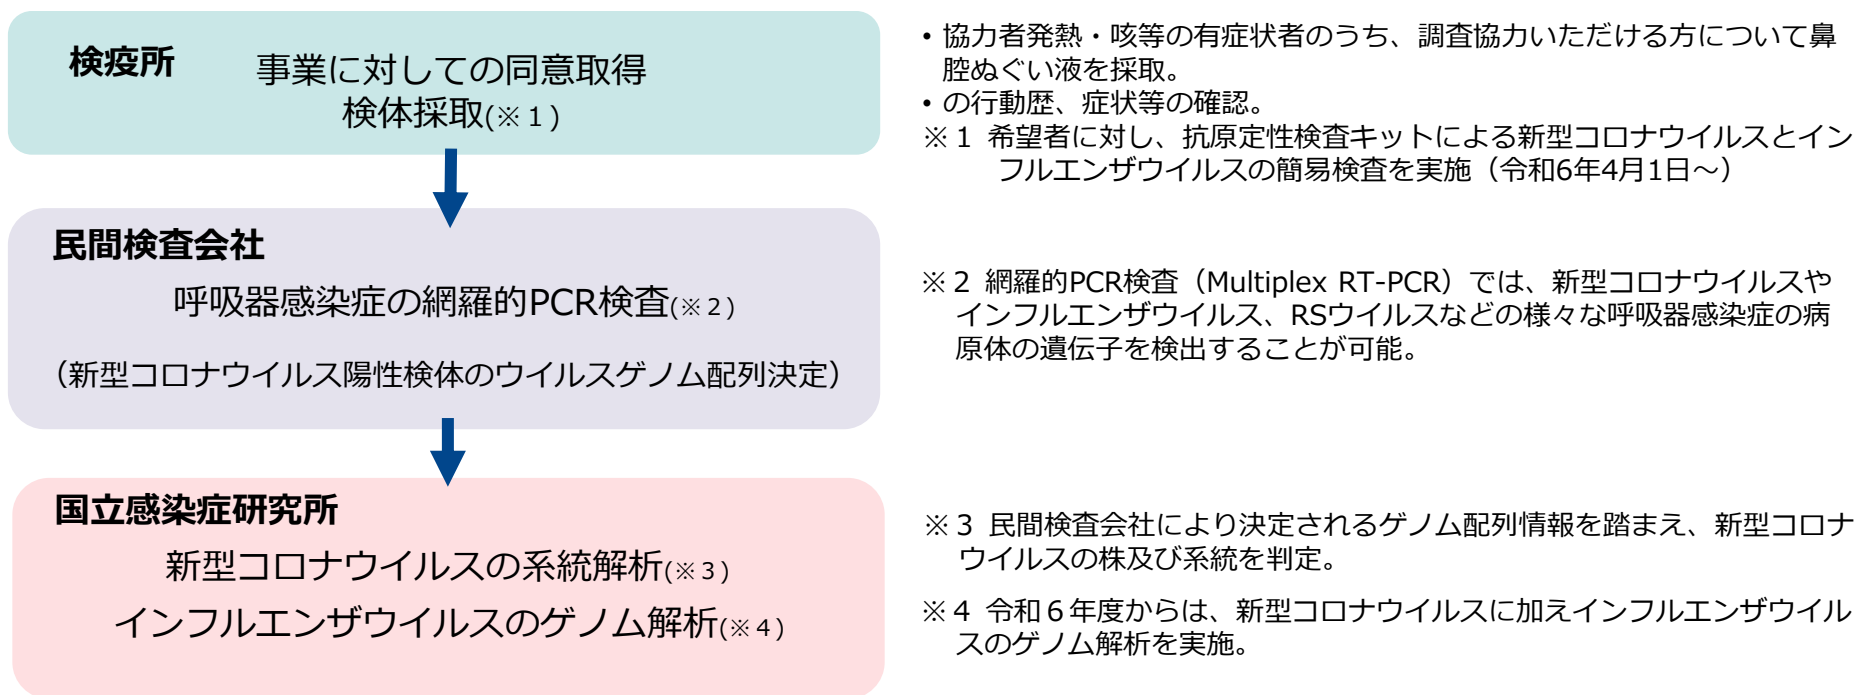 検疫所
事業に対しての同意取得
検体採取(※１)
・協力者発熱・咳等の有症状者のうち、調査協力いただける方について鼻
腔ぬぐい液を採取。
・の行動歴、症状等の確認。
※１ 希望者に対し、抗原定性検査キットによる新型コロナウイルスとイン
フルエンザウイルスの簡易検査を実施（令和6年4月1日～）
民間検査会社
呼吸器感染症の網羅的PCR検査(※２)
（新型コロナウイルス陽性検体のウイルスゲノム配列決定）
※２ 網羅的PCR検査（Multiplex RT-PCR）では、新型コロナウイルスや
インフルエンザウイルス、RSウイルスなどの様々な呼吸器感染症の病
原体の遺伝子を検出することが可能。
国立感染症研究所
新型コロナウイルスの系統解析(※３)
インフルエンザウイルスのゲノム解析(※４)
※３ 民間検査会社により決定されるゲノム配列情報を踏まえ、新型コロナ
ウイルスの株及び系統を判定。
※４ 令和６年度からは、新型コロナウイルスに加えインフルエンザウイル
スのゲノム解析を実施。